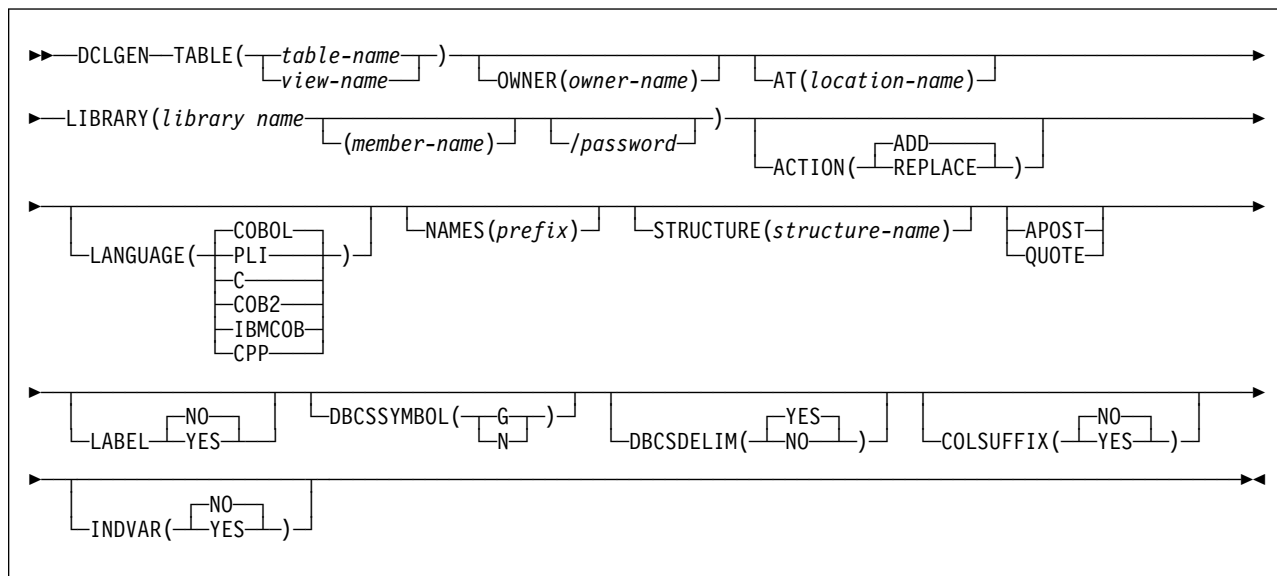 DCLGEN TABLE( table-name ) OWNER(owner-name) AT(location-name)
view-name
LIBRARY(library name (member-name) /password ) ACTION( ADD )
REPLACE
LANGUAGE( COBOL ) NAMES(prefix) STRUCTURE(structure-name) APOST
PLI QUOTE
C
COB2
IBMCOB
CPP
LABEL NO DBCSSYMBOL( G ) DBCSDELIM( YES ) COLSUFFIX( NO )
YES N NO YES
INDVAR( NO )
YES